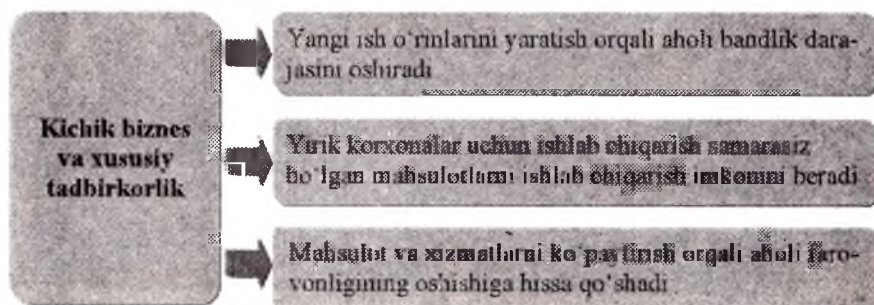 Kichik biznes
va xususiy
tadbirkorlik
Yangi ish o‘rinlarini yaratish orqali aholi bandlik dara-
jasini oshiradi
Yirik korxonalar uchun ishlab chiqarish samarasiz
bo‘lgan mahsulotlarni ishlab chiqarish imkonini beradi
Mahsulot va xizmatlarni ko‘paytirish orqali aholi faro-
vonligining oshishiga hissa qo‘shadi